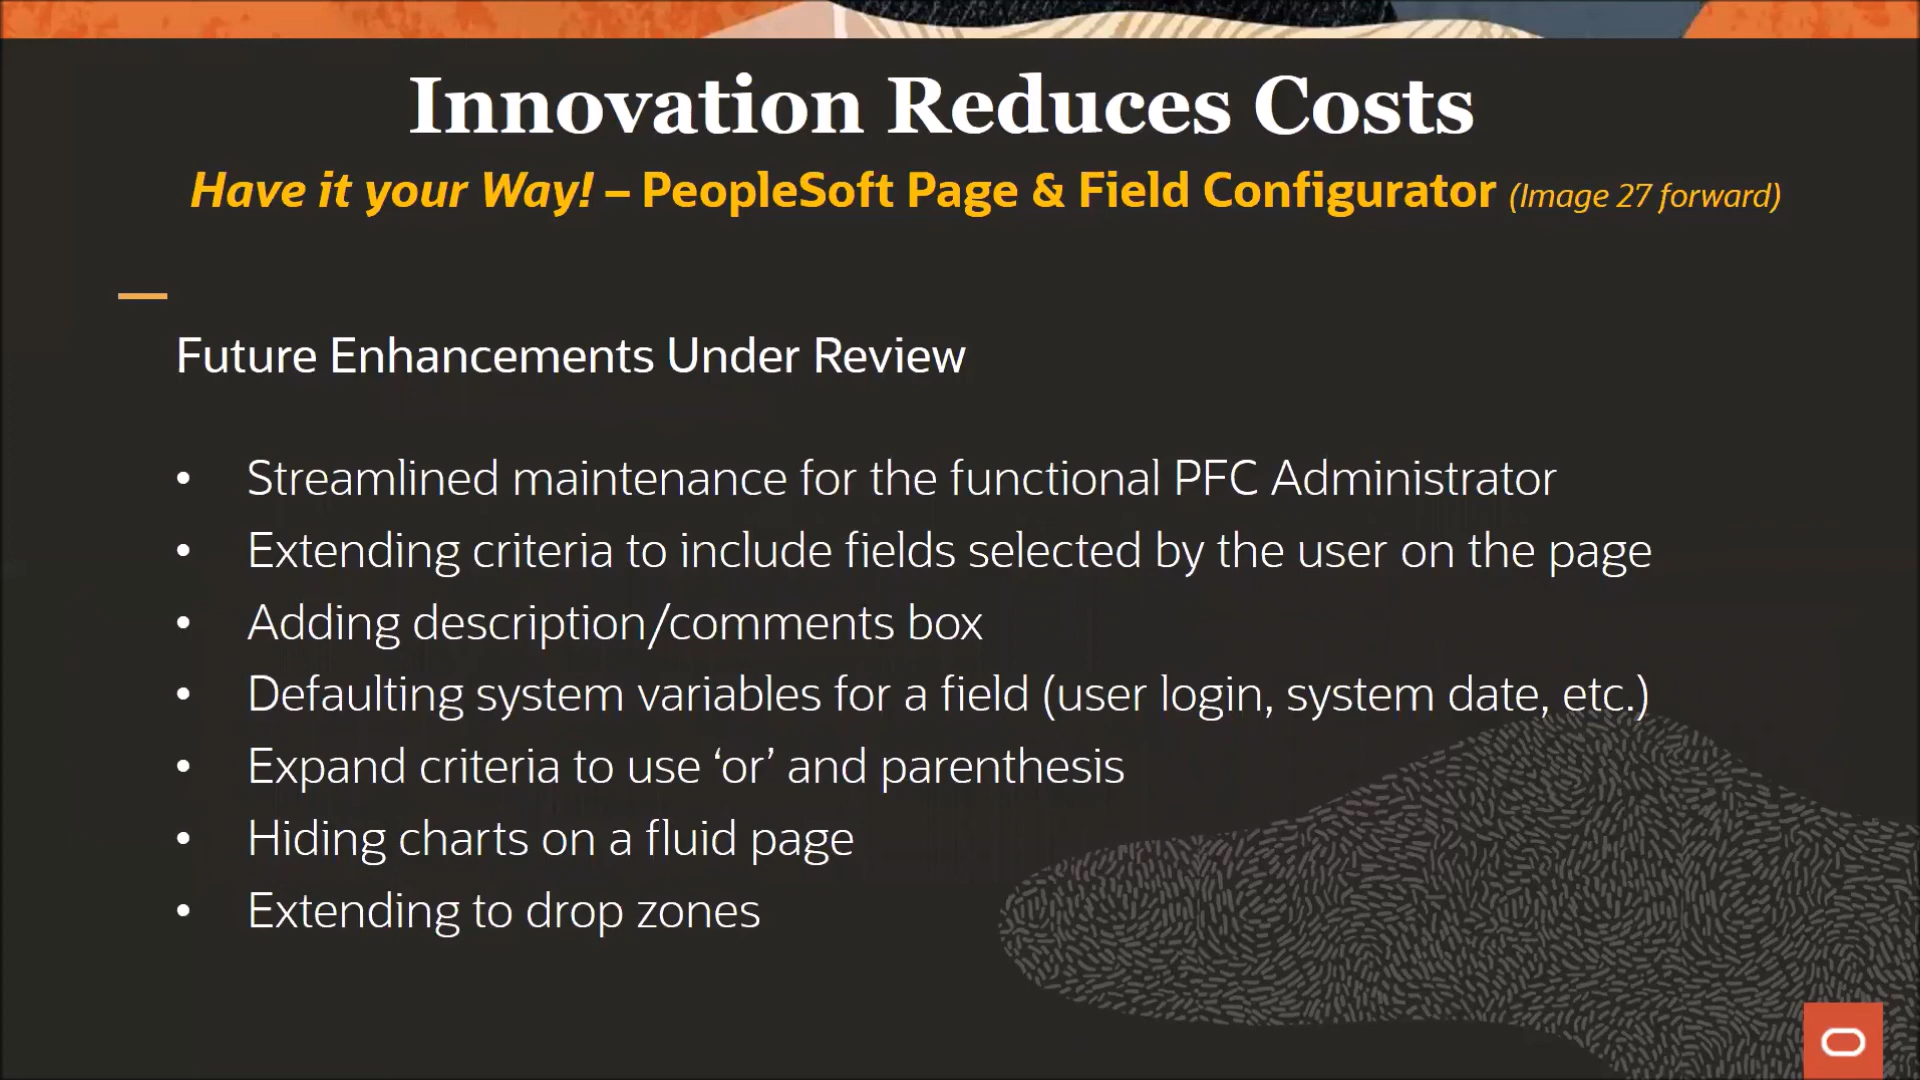 Innovation Reduces Costs
Have it your Way! – PeopleSoft Page & Field Configurator (Image 27 forward)
Future Enhancements Under Review
• Streamlined maintenance for the functional PFC Administrator
• Extending criteria to include fields selected by the user on the page
• Adding description/comments box
• Defaulting system variables for a field (user login, system date, etc.)
• Expand criteria to use ‘or’ and parenthesis
• Hiding charts on a fluid page
• Extending to drop zones